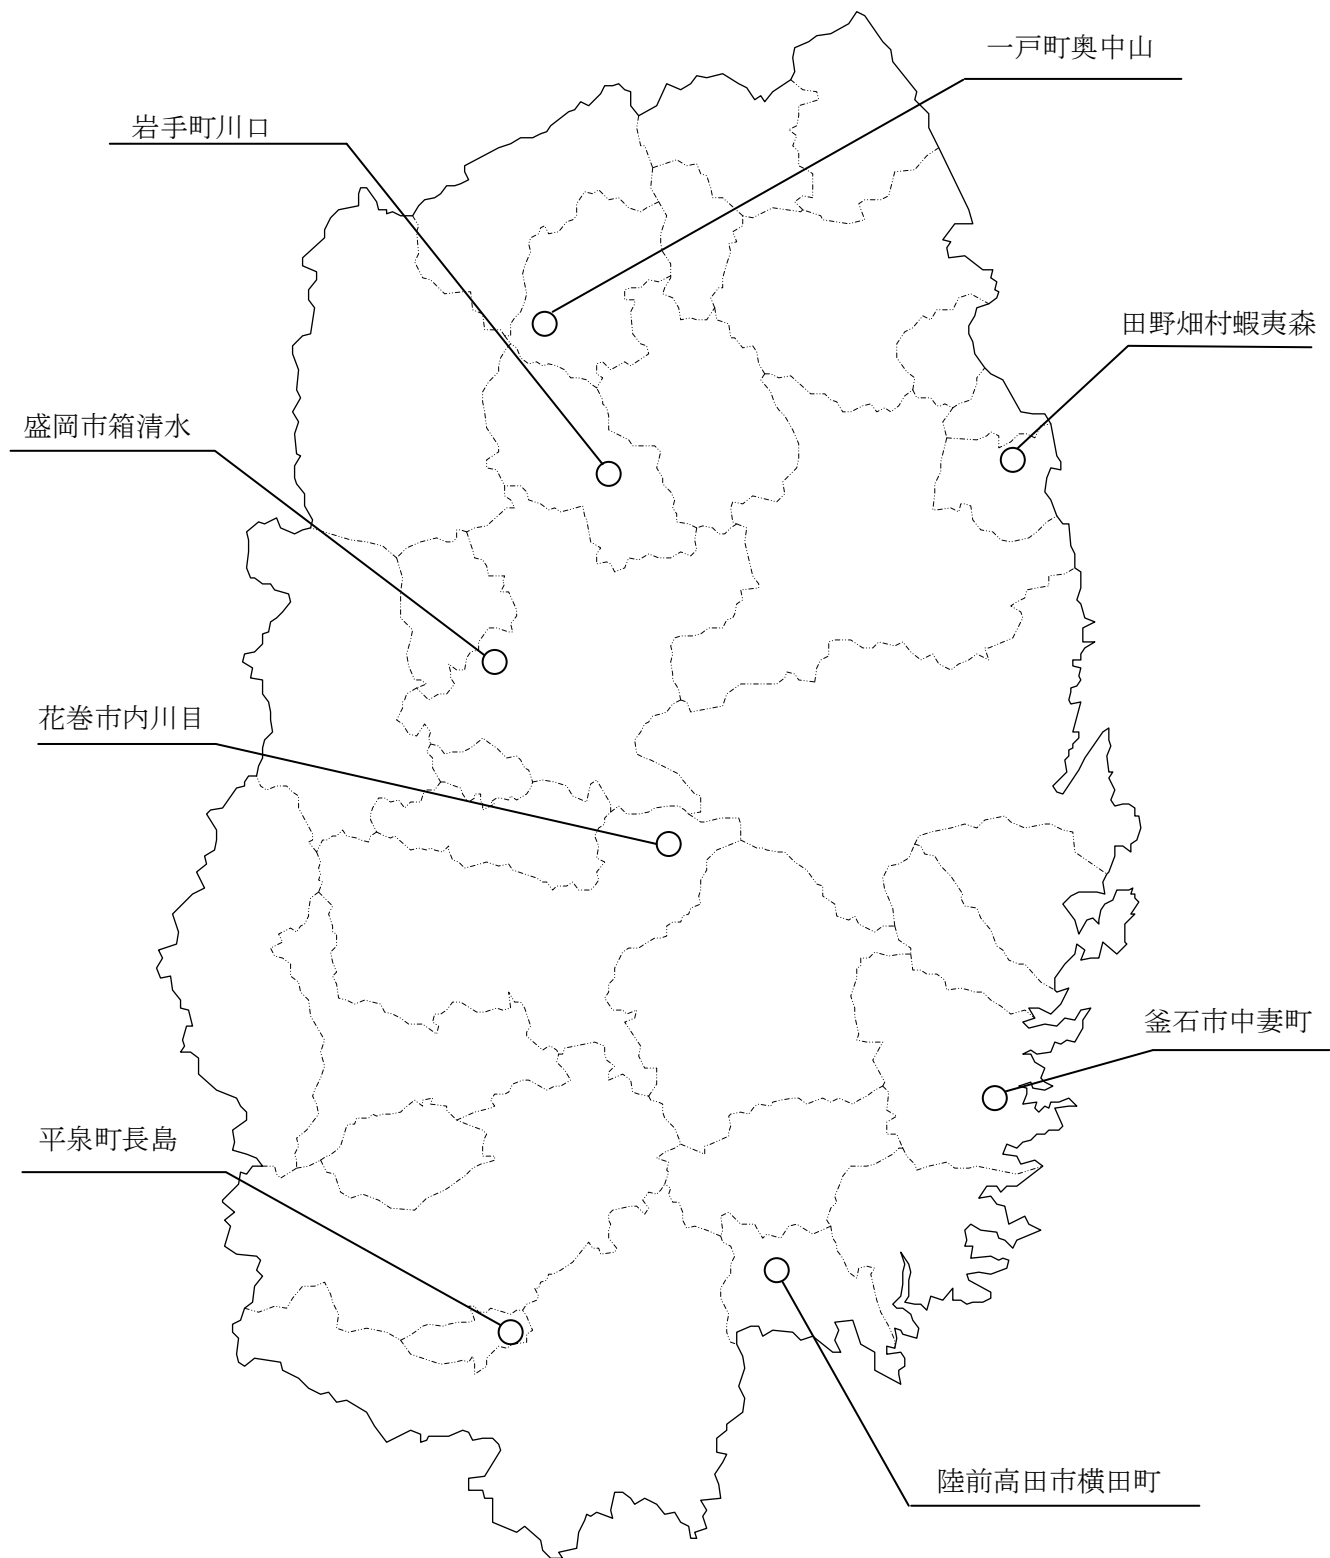 一戸町奥中山
岩手町川口
田野畑村蝦夷森
盛岡市箱清水
花巻市内川目
釜石市中妻町
平泉町長島
陸前高田市横田町